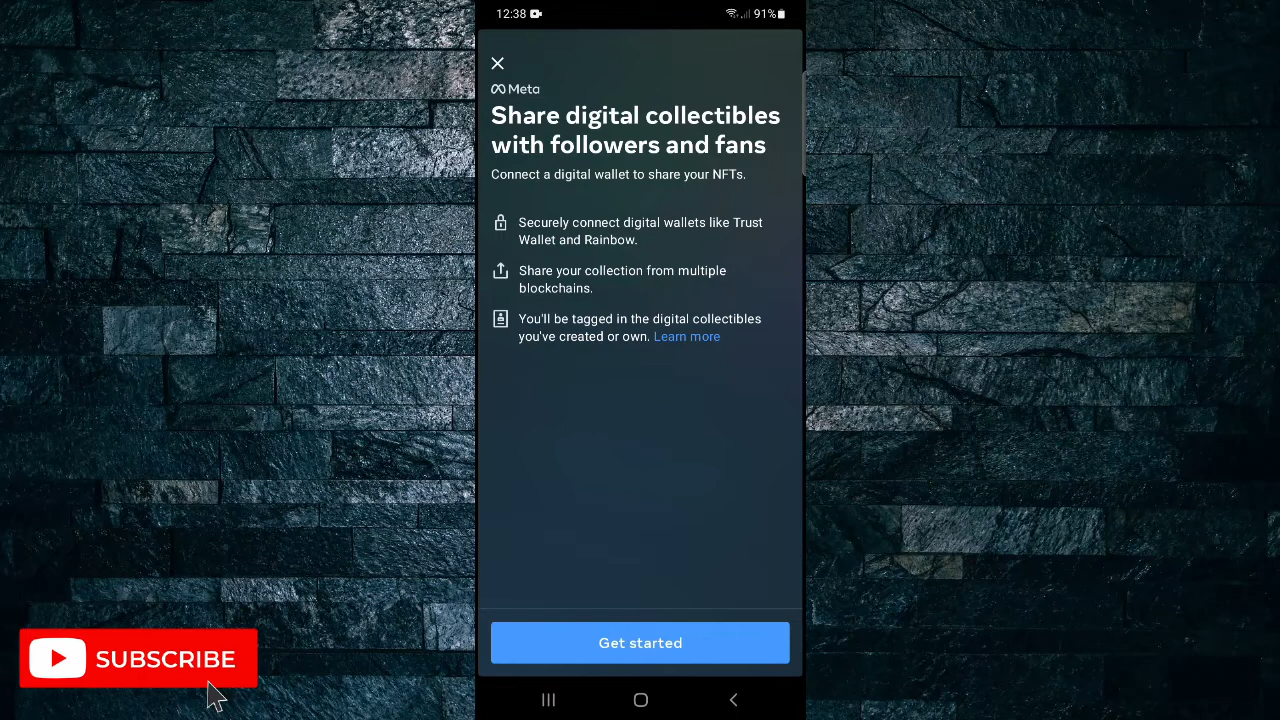 12:38
91%
Meta
Share digital collectibles
with followers and fans
Connect a digital wallet to share your NFTs.
Securely connect digital wallets like Trust
Wallet and Rainbow.
Share your collection from multiple
blockchains.
You'll be tagged in the digital collectibles
you've created or own. Learn more
Get started
SUBSCRIBE